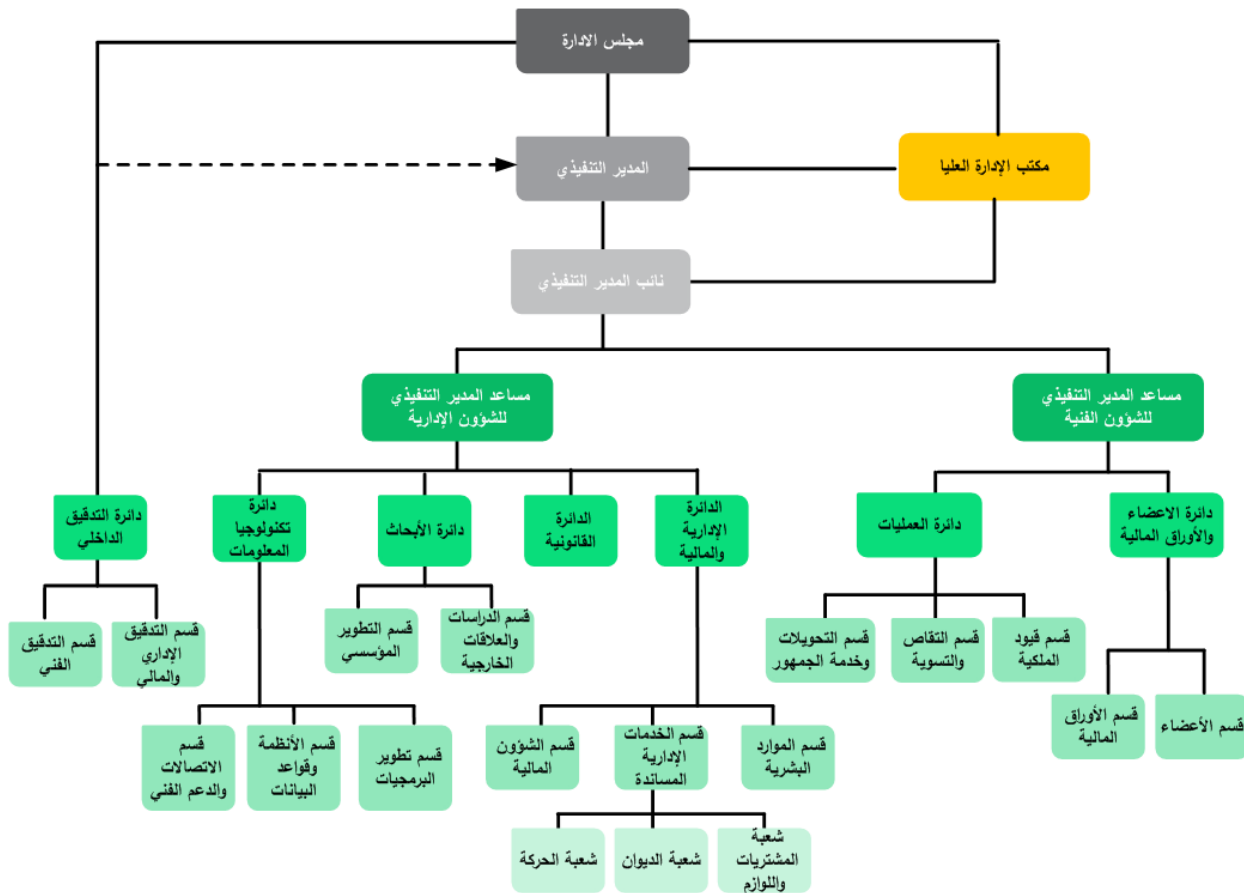 مجلس الادارة
المدير التنفيذي
مكتب الإدارة العليا
نائب المدير التنفيذي
مساعد المدير التنفيذي
للشؤون الفنية
مساعد المدير التنفيذي
للشؤون الإدارية
دائرة الاعضاء
والأوراق المالية
دائرة العمليات
الدائرة
الإدارية
والمالية
الدائرة
القانونية
دائرة الأبحاث
دائرة
تكنولوجيا
المعلومات
دائرة التدقيق
الداخلي
قسم قيود
الملكية
قسم التقاص
والتسوية
قسم التحويلات
وخدمة الجمهور
قسم الدراسات
والعلاقات
الخارجية
قسم التطوير
المؤسسي
قسم التدقيق
الإداري
والمالي
قسم التدقيق
الفني
قسم الأعضاء
قسم الأوراق
المالية
قسم الموارد
البشرية
قسم الخدمات
الإدارية
المساندة
قسم الشؤون
المالية
قسم تطوير
البرمجيات
قسم الأنظمة
وقواعد
البيانات
قسم
الاتصالات
والدعم الفني
شعبة
المشتريات
واللوازم
شعبة الديوان
شعبة الحركة